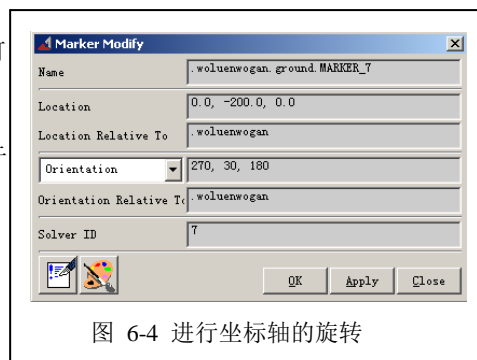 Marker Modify
Name .woluenwogan.ground.MARKER_7
Location 0.0, -200.0, 0.0
Location Relative To .woluenwogan
Orientation 270, 30, 180
Orientation Relative To .woluenwogan
Solver ID 7
OK Apply Close
图 6-4 进行坐标轴的旋转